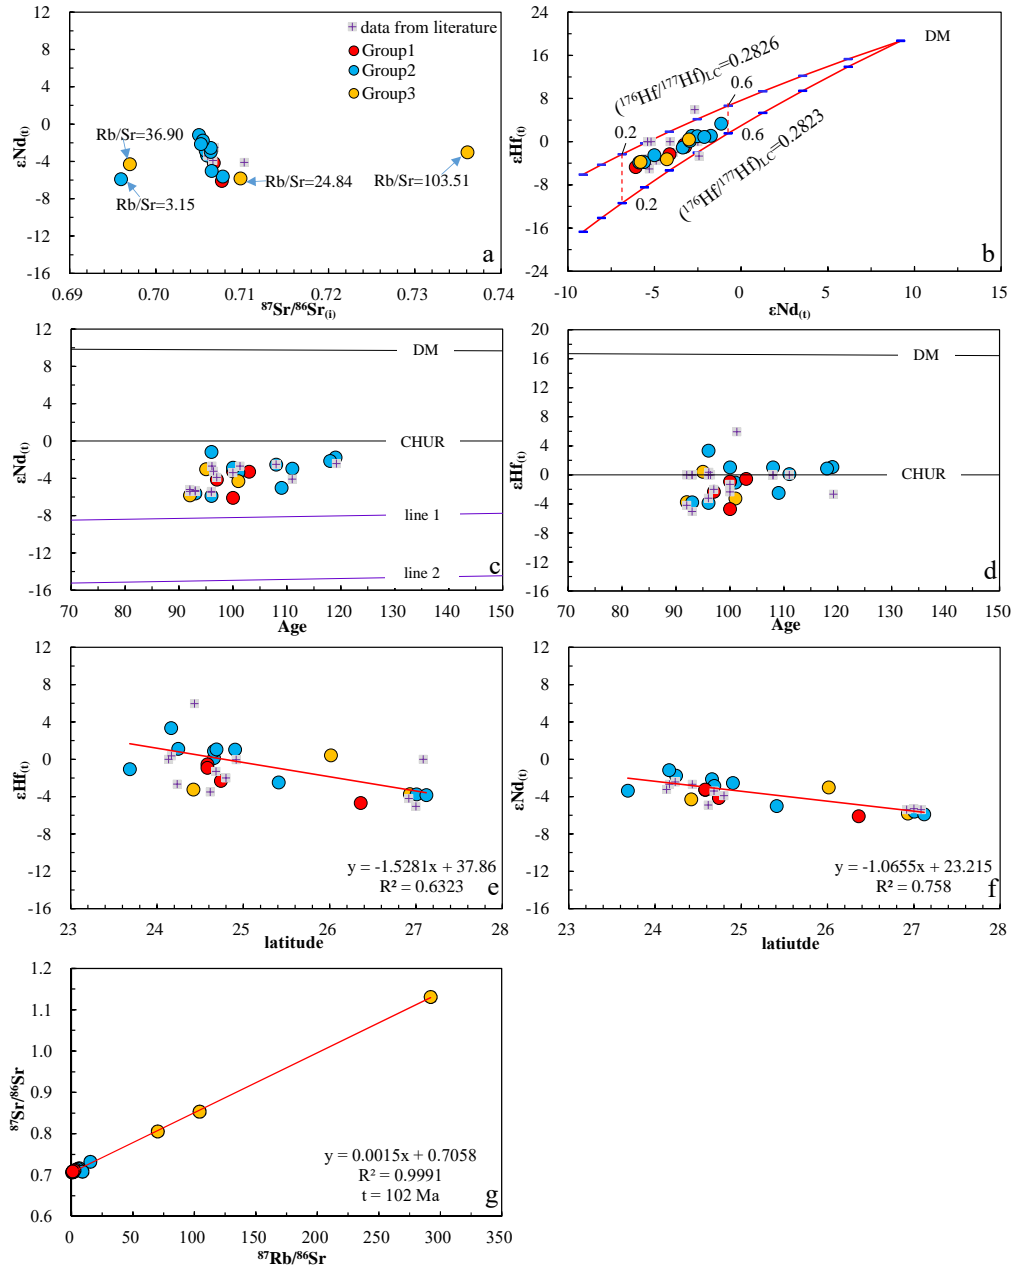 12
8
4
0
-4
-8
-12
-16
εNd(t)
data from literature
Group1
Group2
Group3
Rb/Sr=36.90
Rb/Sr=3.15
Rb/Sr=24.84
Rb/Sr=103.51
a
0.69
0.70
0.71
0.72
0.73
0.74
87Sr/86Sr(i)
24
16
8
0
-8
-16
-24
εHf(t)
DM
(176Hf/177Hf)LC=0.2826
(176Hf/177Hf)LC=0.2823
0.2
0.6
0.6
0.2
b
-10
-5
0
5
10
15
εNd(t)
12
8
4
0
-4
-8
-12
-16
εNd(t)
DM
CHUR
line 1
line 2
c
70
80
90
100
110
120
130
140
150
Age
20
16
12
8
4
0
-4
-8
-12
-16
εHf(t)
DM
CHUR
d
70
80
90
100
110
120
130
140
150
Age
12
8
4
0
-4
-8
-12
-16
εHf(t)
y = -1.5281x + 37.86
R² = 0.6323
e
23
24
25
26
27
28
latitude
12
8
4
0
-4
-8
-12
-16
εNd(t)
y = -1.0655x + 23.215
R² = 0.758
f
23
24
25
26
27
28
latiutde
1.2
1.1
1.0
0.9
0.8
0.7
0.6
87Sr/86Sr
y = 0.0015x + 0.7058
R² = 0.9991
t = 102 Ma
g
0
50
100
150
200
250
300
350
87Rb/86Sr